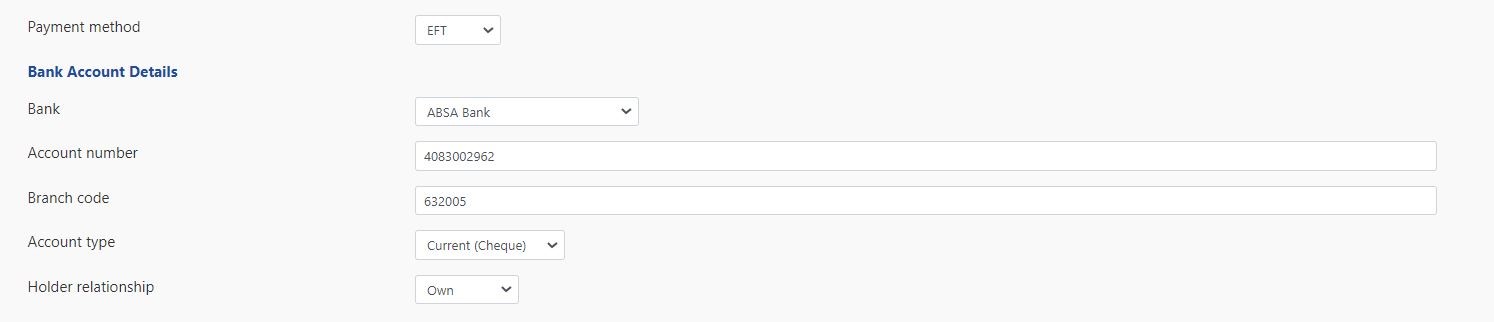 Payment method EFT
Bank Account Details
Bank ABSA Bank
Account number 4083002962
Branch code 632005
Account type Current (Cheque)
Holder relationship Own